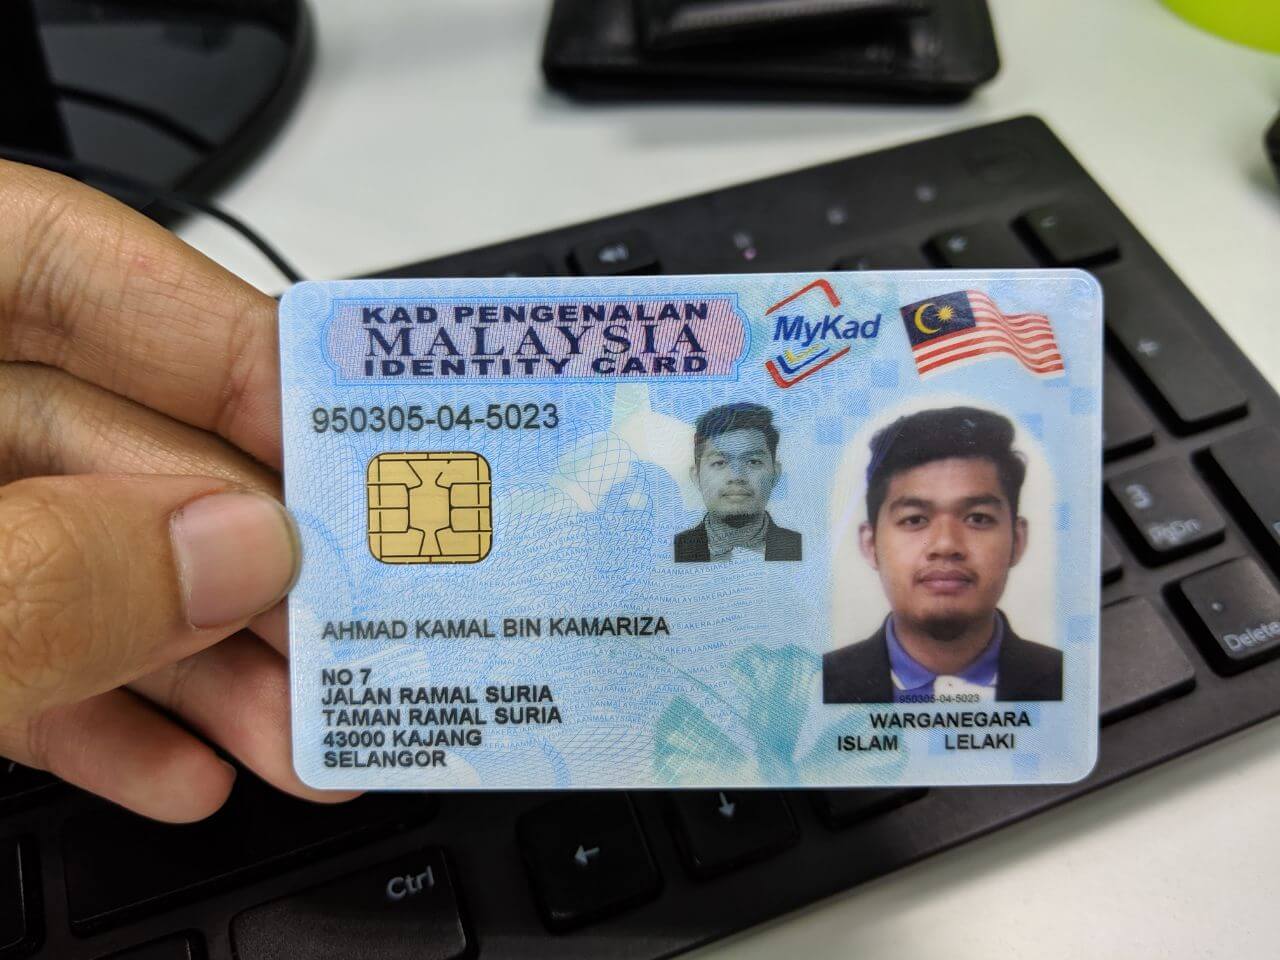 KAD PENGENALAN
MALAYSIA
IDENTITY CARD
MyKad
950305-04-5023
AHMAD KAMAL BIN KAMARIZA
NO 7
JALAN RAMAL SURIA
TAMAN RAMAL SURIA
43000 KAJANG
SELANGOR
950305-04-5023
WARGANEGARA
ISLAM LELAKI
3
PgDn
Delete
Ctrl